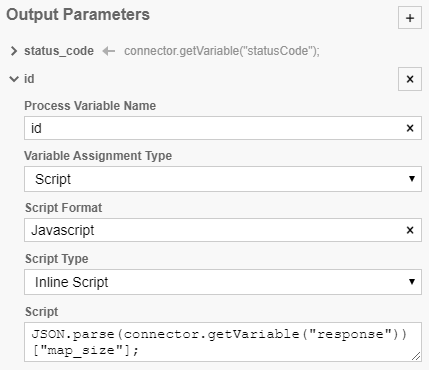 Output Parameters
+
status_code ← connector.getVariable("statusCode");
id ×
Process Variable Name
id ×
Variable Assignment Type
Script
Script Format
Javascript ×
Script Type
Inline Script
Script
JSON.parse(connector.getVariable("response"))
["map_size"];